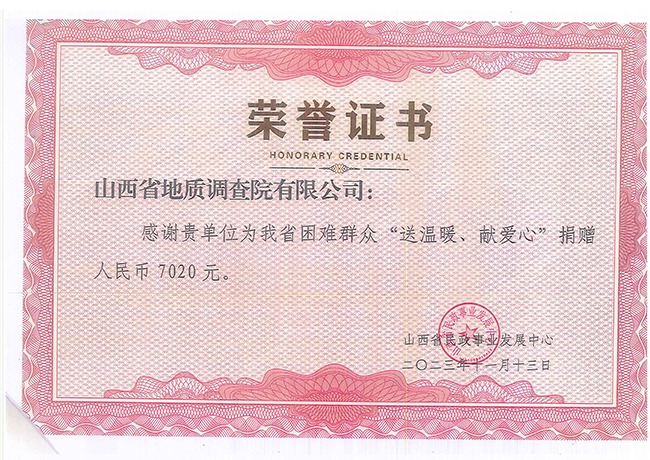 荣誉证书
HONORARY CREDENTIAL
山西省地质调查院有限公司：
感谢贵单位为我省困难群众“送温暖、献爱心”捐赠
人民币 7020 元。
山西省民政事业发展中心
二〇二三年十一月十三日